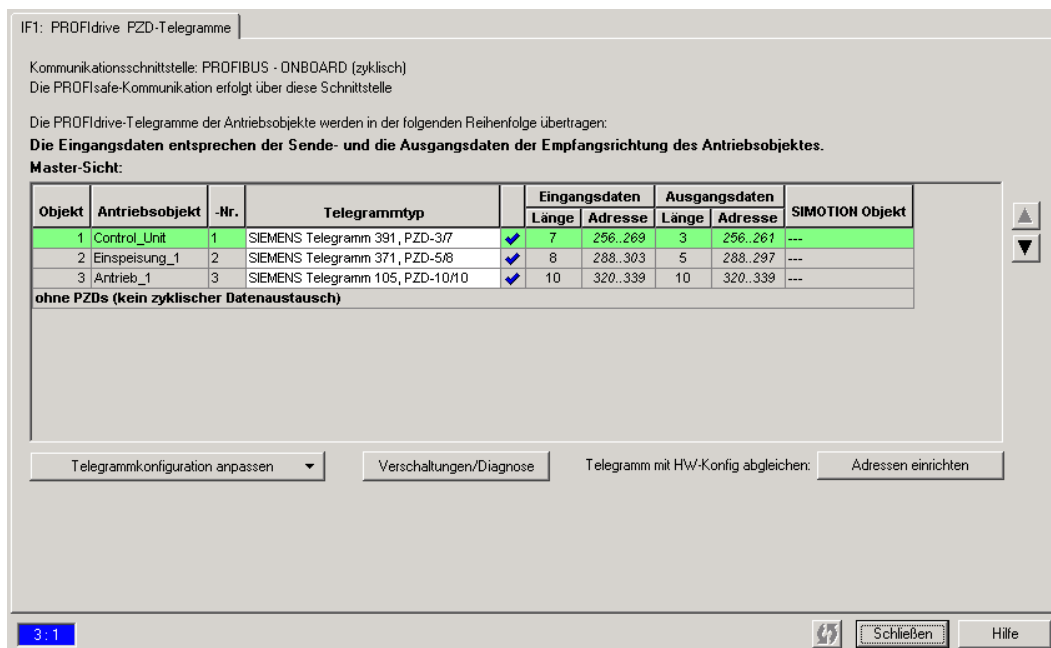 IF1: PROFIdrive PZD-Telegramme
Kommunikationsschnittstelle: PROFIBUS - ONBOARD (zyklisch)
Die PROFIsafe-Kommunikation erfolgt über diese Schnittstelle
Die PROFIdrive-Telegramme der Antriebsobjekte werden in der folgenden Reihenfolge übertragen:
Die Eingangsdaten entsprechen der Sende- und die Ausgangsdaten der Empfangsrichtung des Antriebsobjektes.
Master-Sicht:
Objekt Antriebsobjekt -Nr. Telegrammtyp Eingangsdaten Ausgangsdaten SIMOTION Objekt
Länge Adresse Länge Adresse
1 Control_Unit 1 SIEMENS Telegramm 391, PZD-3/7 7 256..269 3 256..261 ---
2 Einspeisung_1 2 SIEMENS Telegramm 371, PZD-5/8 8 288..303 5 288..297 ---
3 Antrieb_1 3 SIEMENS Telegramm 105, PZD-10/10 10 320..339 10 320..339 ---
ohne PZDs (kein zyklischer Datenaustausch)
Telegrammkonfiguration anpassen Verschaltungen/Diagnose Telegramm mit HW-Konfig abgleichen: Adressen einrichten
3:1 Schließen Hilfe